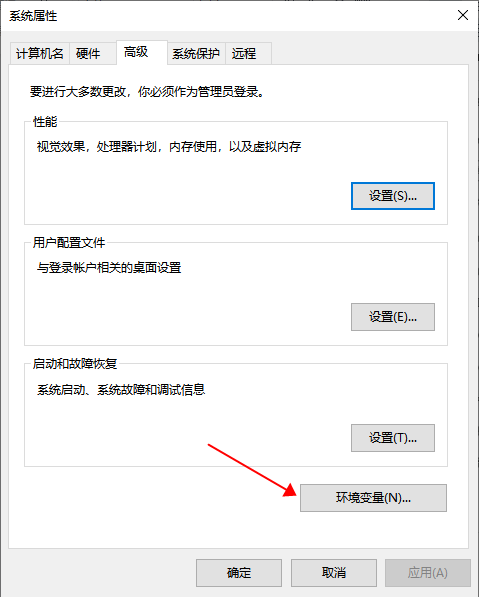 系统属性
计算机名 硬件 高级 系统保护 远程
要进行大多数更改，你必须作为管理员登录。
性能
视觉效果，处理器计划，内存使用，以及虚拟内存
设置(S)...
用户配置文件
与登录帐户相关的桌面设置
设置(E)...
启动和故障恢复
系统启动、系统故障和调试信息
设置(T)...
环境变量(N)...
确定 取消 应用(A)